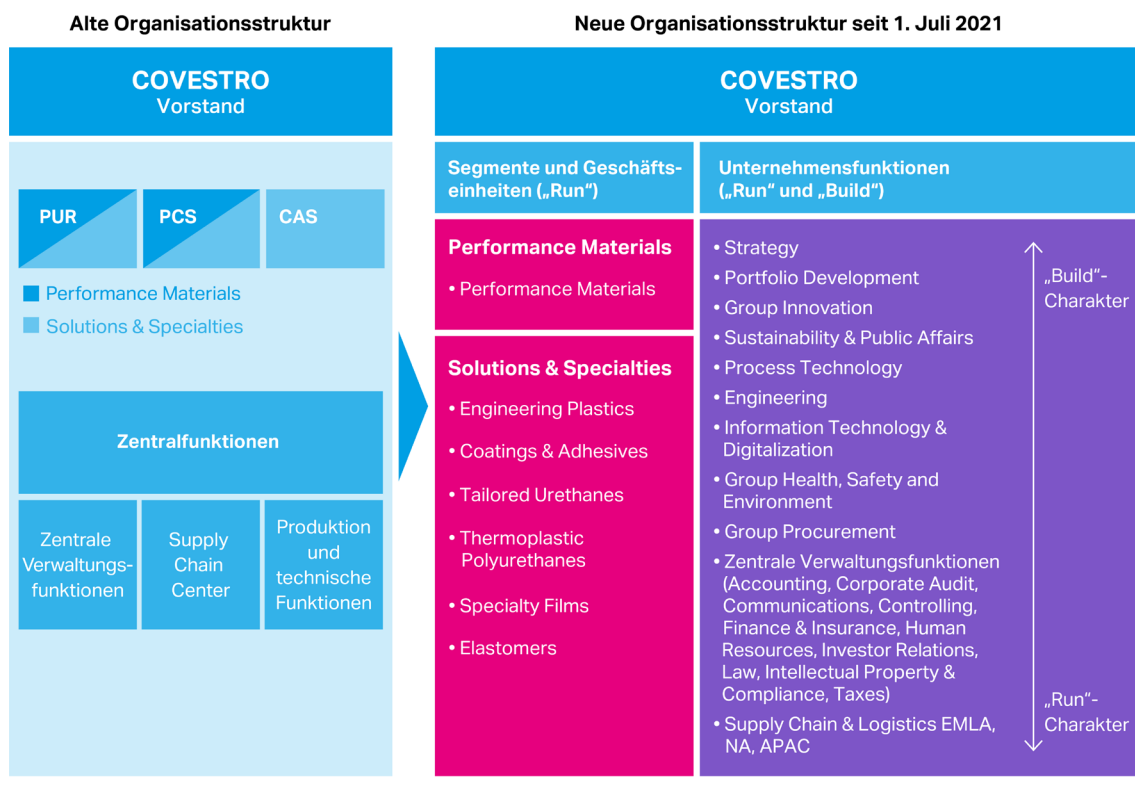 Alte Organisationsstruktur
COVESTRO
Vorstand
PUR
PCS
CAS
Performance Materials
Solutions & Specialties
Zentralfunktionen
Zentrale
Verwaltungs-
funktionen
Supply
Chain
Center
Produktion
und
technische
Funktionen
Neue Organisationsstruktur seit 1. Juli 2021
COVESTRO
Vorstand
Segmente und Geschäfts-
einheiten („Run“)
Performance Materials
• Performance Materials
Solutions & Specialties
• Engineering Plastics
• Coatings & Adhesives
• Tailored Urethanes
• Thermoplastic
Polyurethanes
• Specialty Films
• Elastomers
Unternehmensfunktionen
(„Run“ und „Build“)
• Strategy
• Portfolio Development
• Group Innovation
• Sustainability & Public Affairs
• Process Technology
• Engineering
• Information Technology &
Digitalization
• Group Health, Safety and
Environment
• Group Procurement
• Zentrale Verwaltungsfunktionen
(Accounting, Corporate Audit,
Communications, Controlling,
Finance & Insurance, Human
Resources, Investor Relations,
Law, Intellectual Property &
Compliance, Taxes)
• Supply Chain & Logistics EMLA,
NA, APAC
„Build“-
Charakter
„Run“-
Charakter